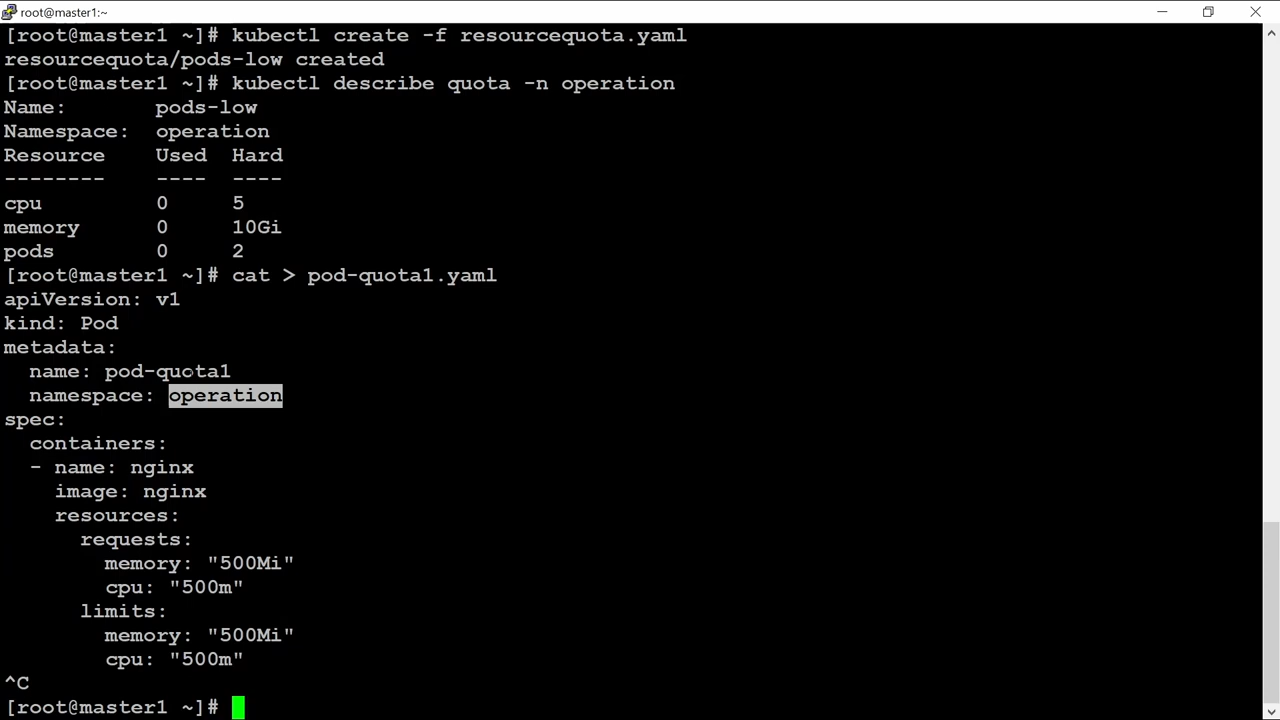 root@master1:~
[root@master1 ~]# kubectl create -f resourcequota.yaml
resourcequota/pods-low created
[root@master1 ~]# kubectl describe quota -n operation
Name:       pods-low
Namespace:  operation
Resource    Used  Hard
--------    ----  ----
cpu         0     5
memory      0     10Gi
pods        0     2
[root@master1 ~]# cat > pod-quota1.yaml
apiVersion: v1
kind: Pod
metadata:
  name: pod-quota1
  namespace: operation
spec:
  containers:
  - name: nginx
    image: nginx
    resources:
      requests:
        memory: "500Mi"
        cpu: "500m"
      limits:
        memory: "500Mi"
        cpu: "500m"
^C
[root@master1 ~]#